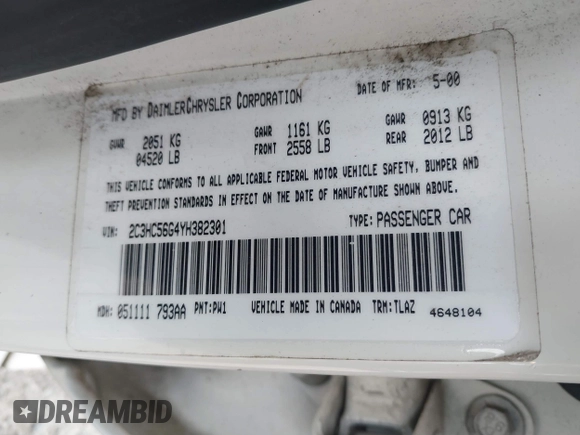 MFD BY DAIMLERCHRYSLER CORPORATION
DATE OF MFR: 5-00
GVWR 2051 KG 04520 LB
GAWR FRONT 1161 KG 2558 LB
GAWR REAR 0913 KG 2012 LB
THIS VEHICLE CONFORMS TO ALL APPLICABLE FEDERAL MOTOR VEHICLE SAFETY, BUMPER AND
THEFT PREVENTION STANDARDS IN EFFECT ON THE DATE OF MANUFACTURE SHOWN ABOVE.
VIN: 2C3HC56G4YH382301 TYPE: PASSENGER CAR
MDH: 051111 793AA PNT: PW1 VEHICLE MADE IN CANADA TRM: TLAZ 4648104
DREAMBID